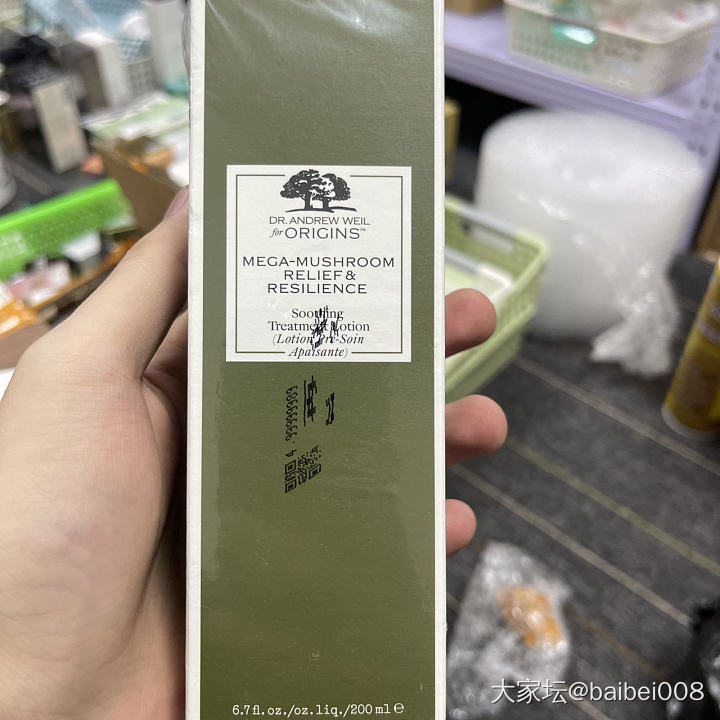 DR. ANDREW WEIL
for ORIGINS™
MEGA-MUSHROOM
RELIEF &
RESILIENCE
Soothing
Treatment Lotion
(Lotion Pré-Soin
Apaisante)
6.7 fl.oz./oz.liq./200 ml ℮
大家坛@baibei008